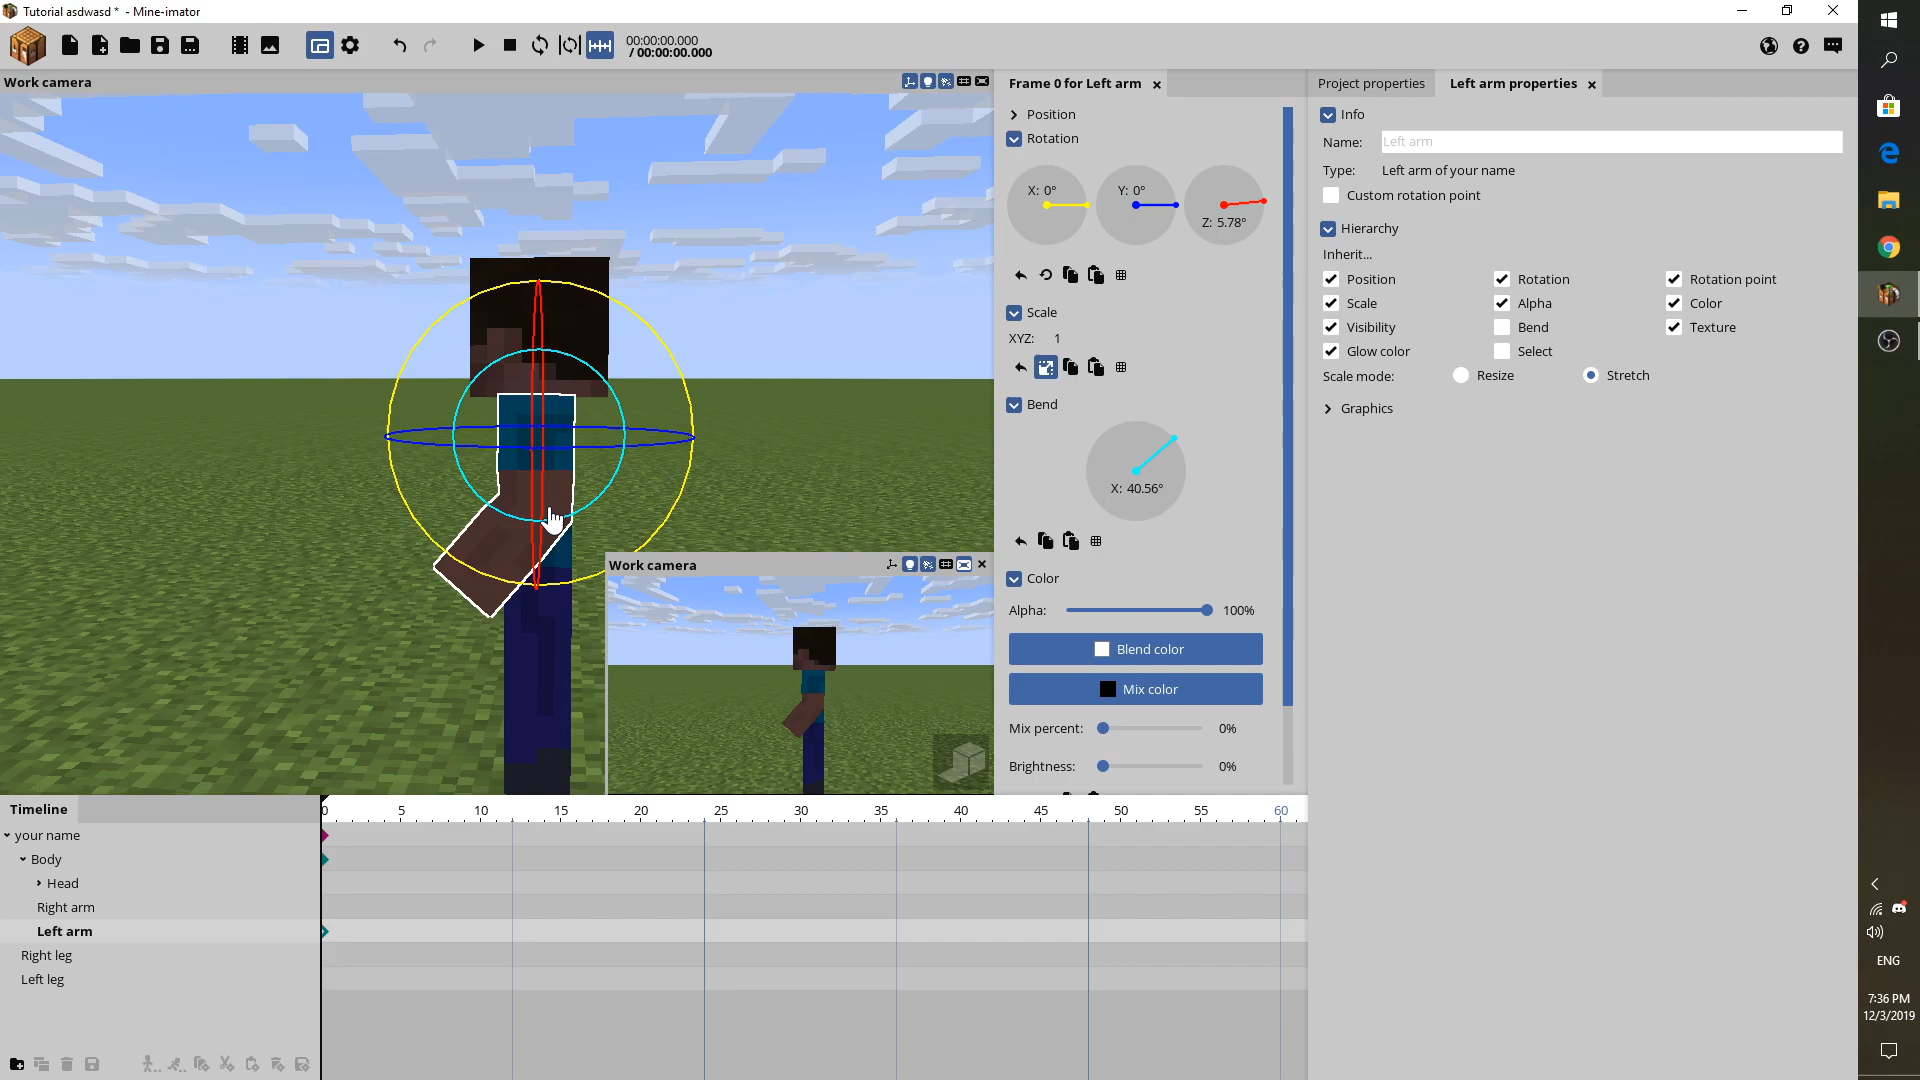 Tutorial asdwasd * - Mine-imator
00:00:00.000
/ 00:00:00.000
Work camera
Frame 0 for Left arm
Position
Rotation
X: 0°
Y: 0°
Z: 5.78°
Scale
XYZ: 1
Bend
X: 40.56°
Color
Alpha: 100%
Blend color
Mix color
Mix percent: 0%
Brightness: 0%
Project properties
Left arm properties
Info
Name: Left arm
Type: Left arm of your name
Custom rotation point
Hierarchy
Inherit...
Position Rotation Rotation point
Scale Alpha Color
Visibility Bend Texture
Glow color Select
Scale mode: Resize Stretch
Graphics
Work camera
Timeline
0 5 10 15 20 25 30 35 40 45 50 55 60
your name
Body
Head
Right arm
Left arm
Right leg
Left leg
ENG
7:36 PM
12/3/2019